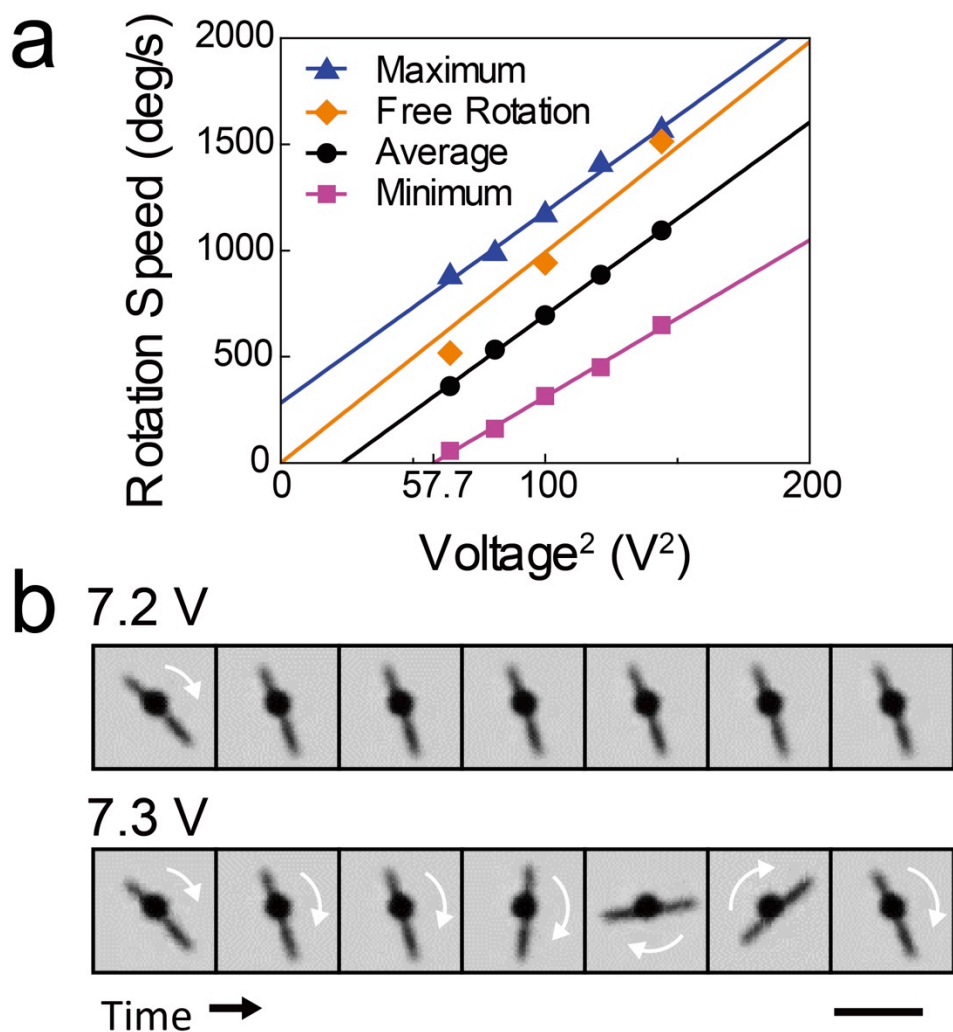 a
Rotation Speed (deg/s)
2000
1500
1000
500
0
Maximum
Free Rotation
Average
Minimum
0
57.7
100
200
Voltage² (V²)
b
7.2 V
7.3 V
Time